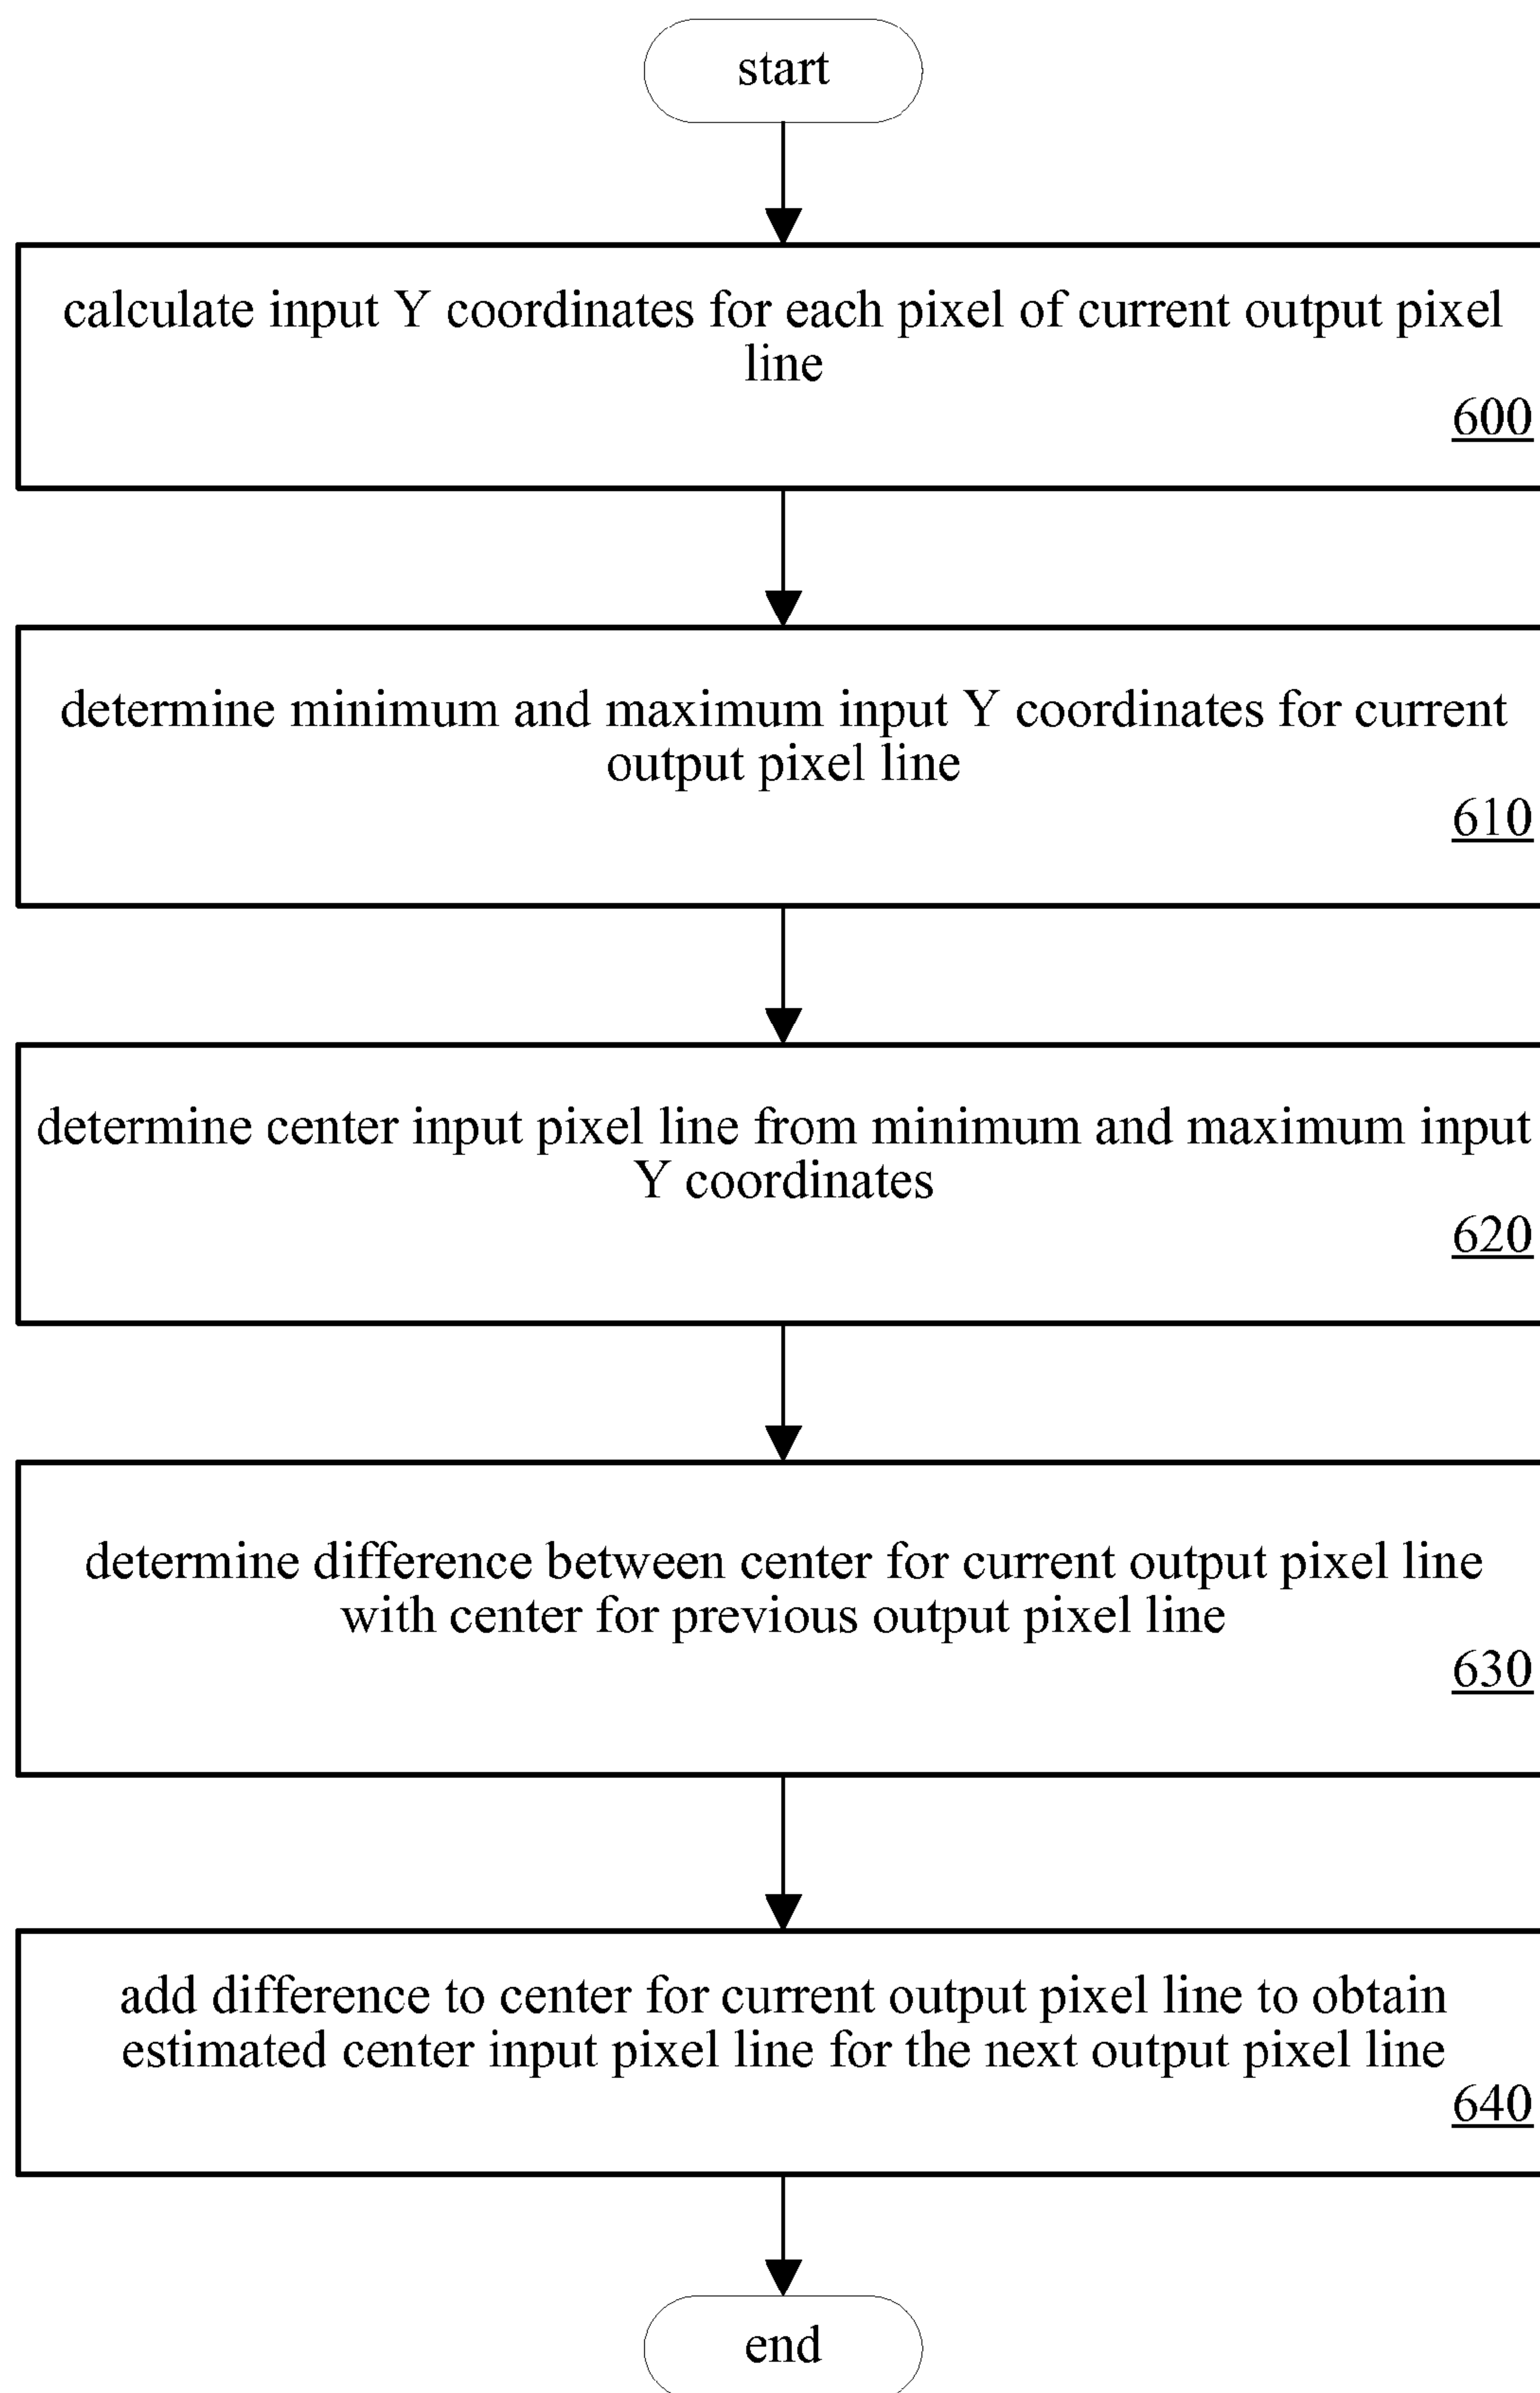 start
calculate input Y coordinates for each pixel of current output pixel
line
600
determine minimum and maximum input Y coordinates for current
output pixel line
610
determine center input pixel line from minimum and maximum input
Y coordinates
620
determine difference between center for current output pixel line
with center for previous output pixel line
630
add difference to center for current output pixel line to obtain
estimated center input pixel line for the next output pixel line
640
end